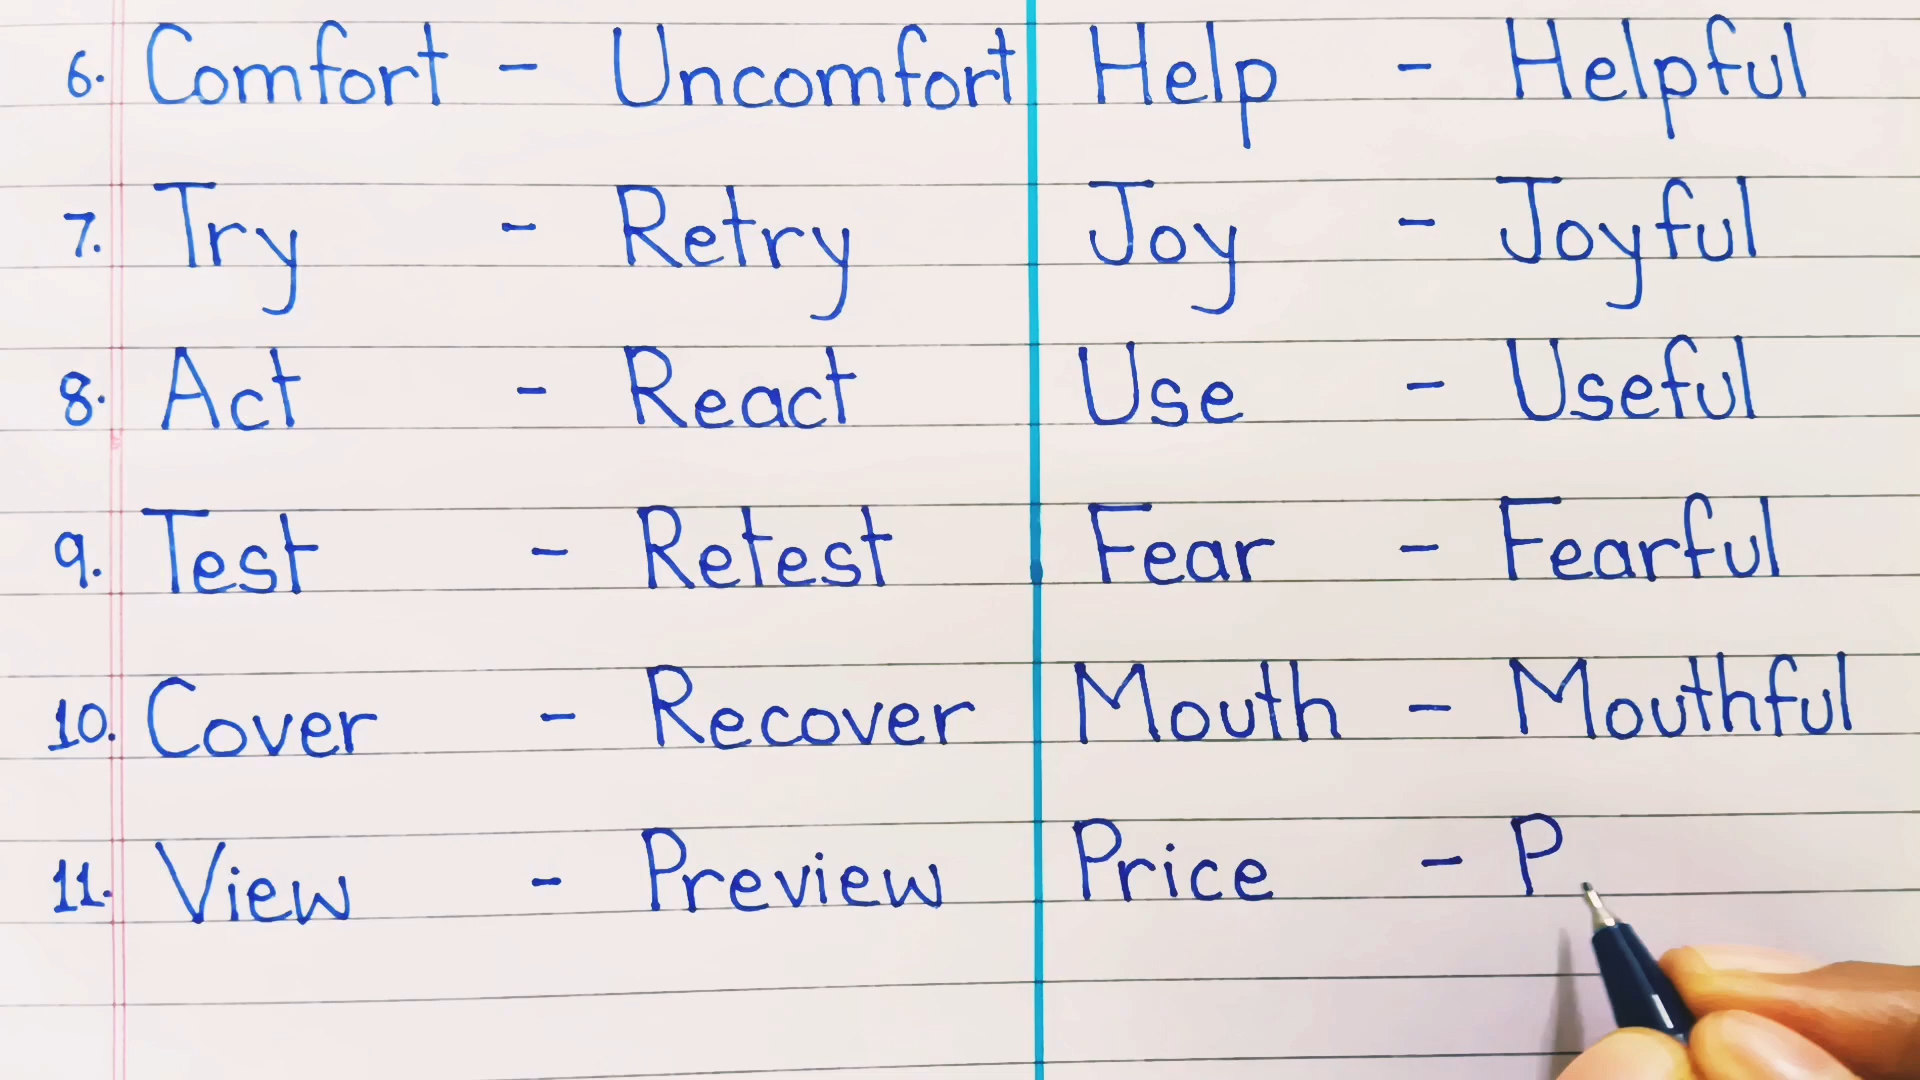 6. Comfort - Uncomfort Help - Helpful
7. Try - Retry Joy - Joyful
8. Act - React Use - Useful
9. Test - Retest Fear - Fearful
10. Cover - Recover Mouth - Mouthful
11. View - Preview Price - P